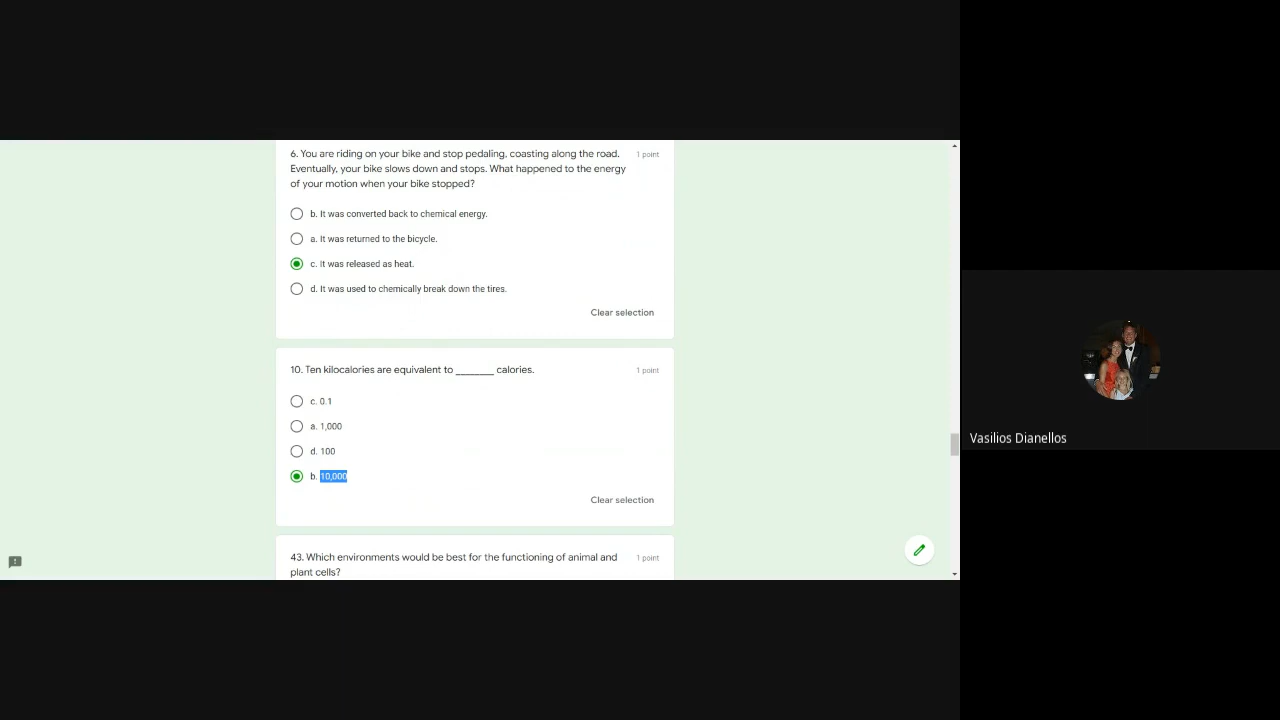 6. You are riding on your bike and stop pedaling, coasting along the road. 1 point
Eventually, your bike slows down and stops. What happened to the energy
of your motion when your bike stopped?
b. It was converted back to chemical energy.
a. It was returned to the bicycle.
c. It was released as heat.
d. It was used to chemically break down the tires.
Clear selection
10. Ten kilocalories are equivalent to ________ calories. 1 point
c. 0.1
a. 1,000
d. 100
b. 10,000
Clear selection
43. Which environments would be best for the functioning of animal and 1 point
plant cells?
Vasilios Dianellos